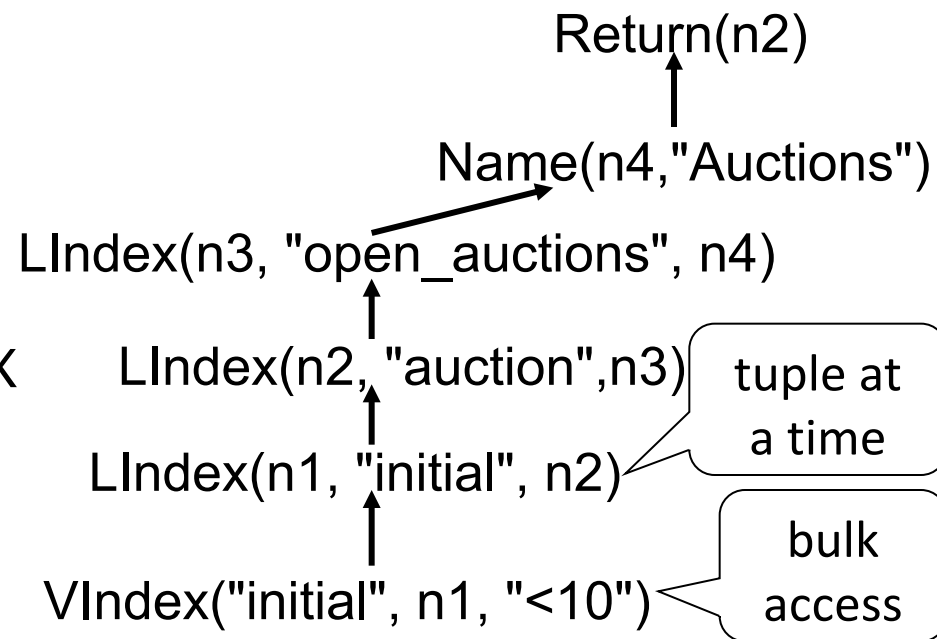 Return(n2)
Name(n4,"Auctions")
LIndex(n3, "open_auctions", n4)
X
LIndex(n2, "auction",n3)
tuple at
a time
LIndex(n1, "initial", n2)
VIndex("initial", n1, "<10")
bulk
access